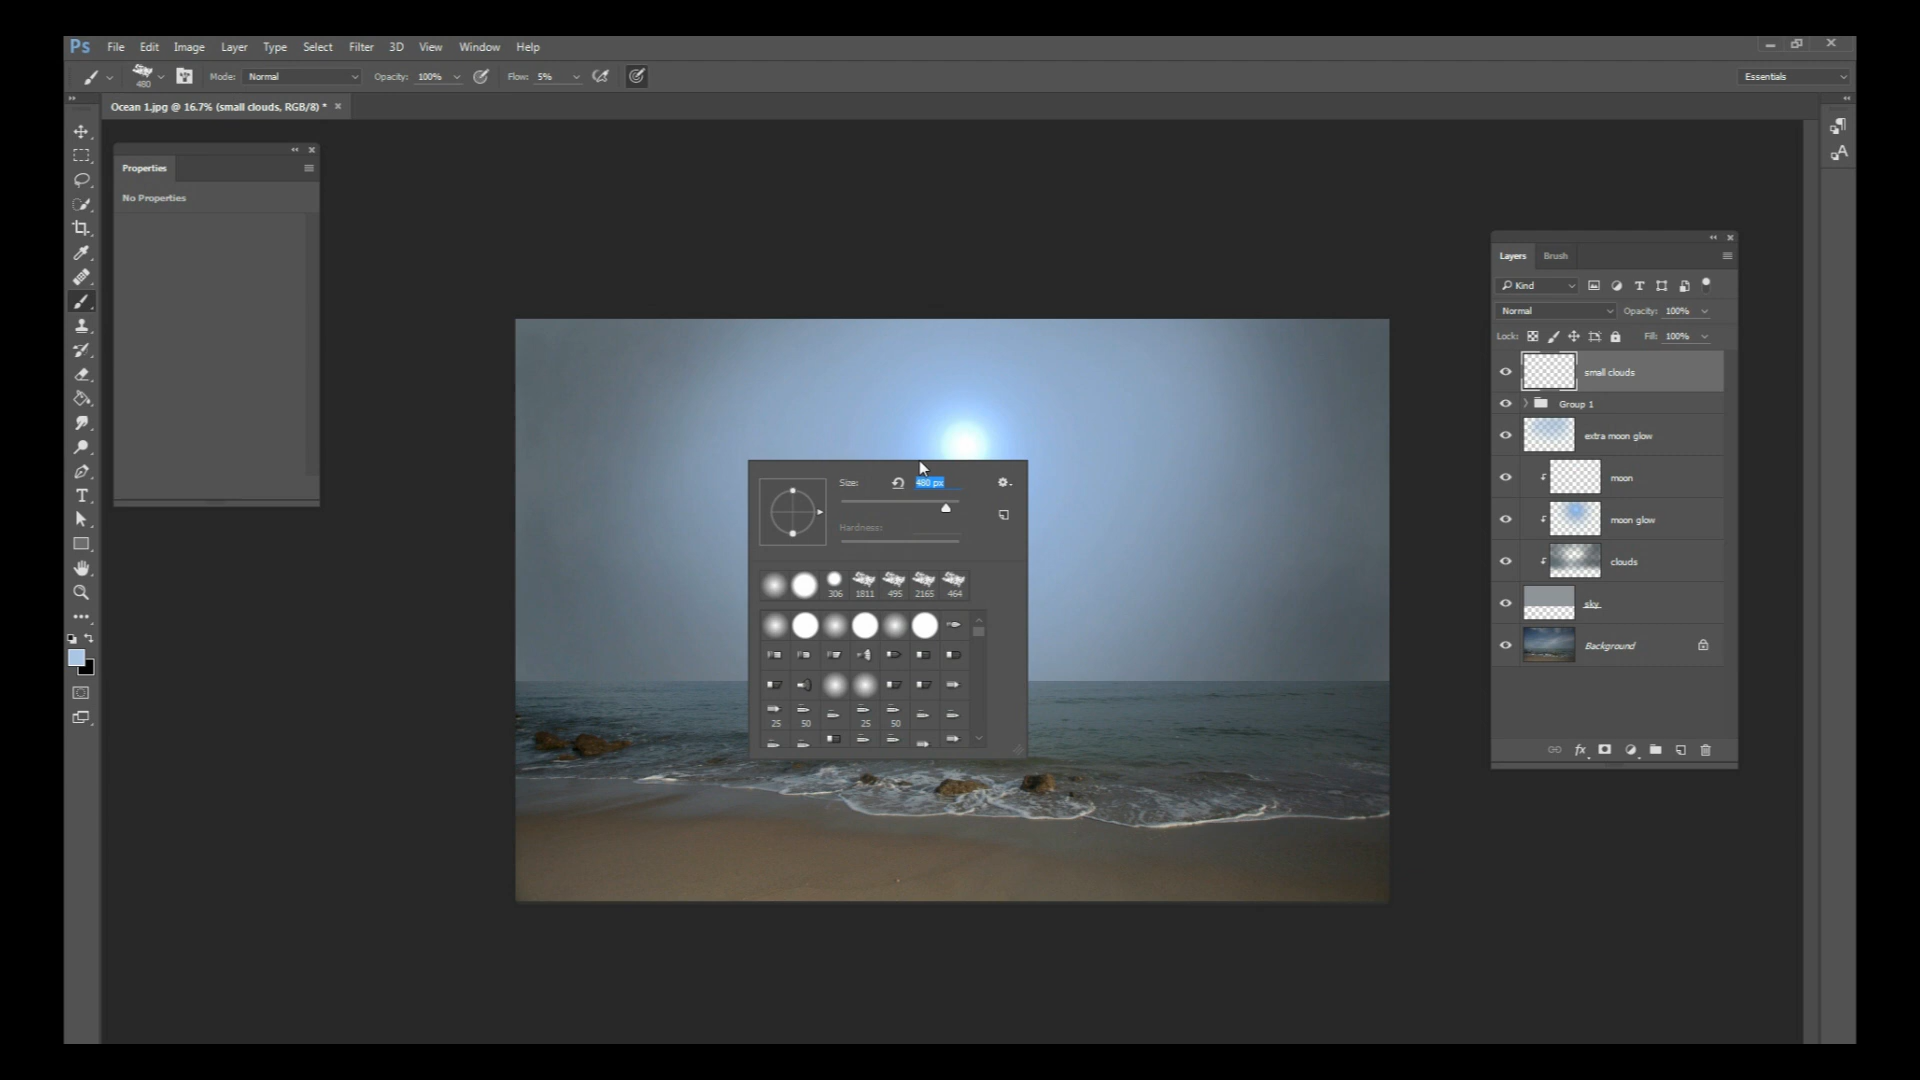 Ps File Edit Image Layer Type Select Filter 3D View Window Help
480 Mode: Normal Opacity: 100% Flow: 5% Essentials
Ocean 1.jpg @ 16.7% (small clouds, RGB/8) *
Properties
No Properties
Size: 480 px
Hardness:
306 1811 495 2165 464
25 50 25 50
Layers Brush
Kind
Normal Opacity: 100%
Lock: Fill: 100%
small clouds
Group 1
extra moon glow
moon
moon glow
clouds
sky
Background
fx